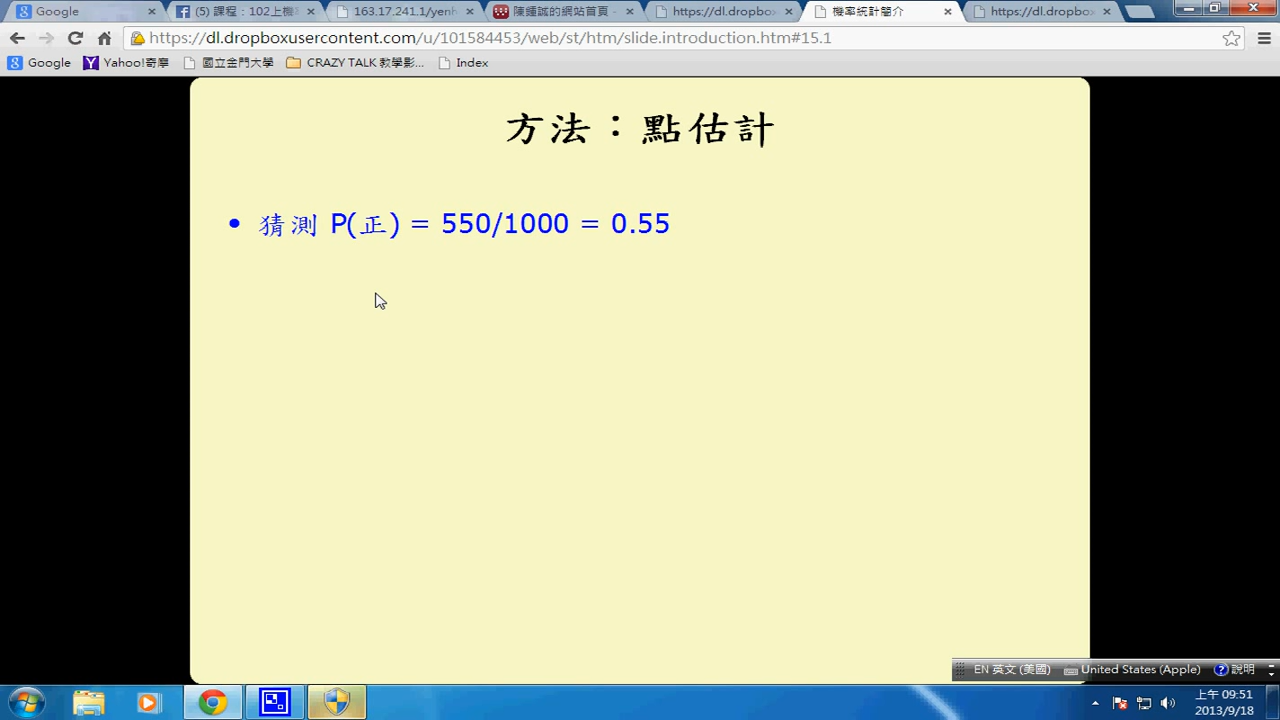 Google
(5) 課程：102上機
163.17.241.1/yenh
陳鍾誠的網站首頁 -
https://dl.dropbox
機率統計簡介
https://dl.dropbox
https://dl.dropboxusercontent.com/u/101584453/web/st/htm/slide.introduction.htm#15.1
Google
Yahoo!奇摩
國立金門大學
CRAZY TALK 教學影...
Index
方法：點估計
• 猜測 P(正) = 550/1000 = 0.55
EN 英文 (美國)
United States (Apple)
說明
上午 09:51
2013/9/18